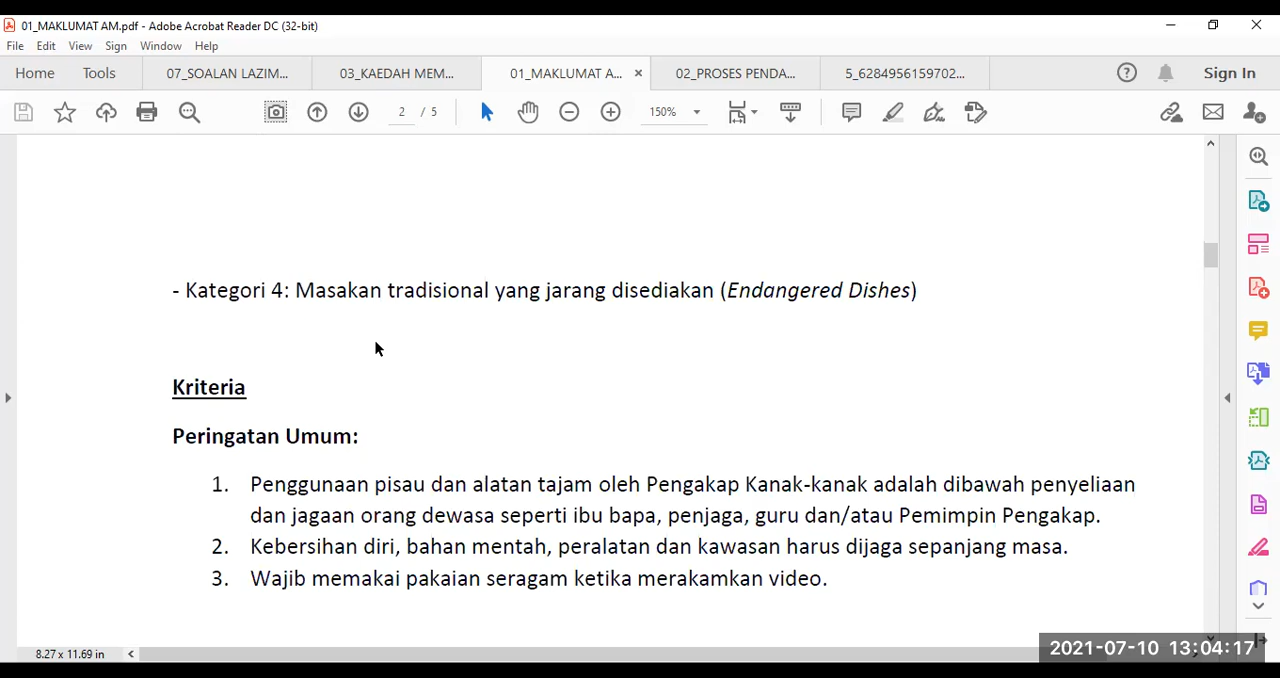 01_MAKLUMAT AM.pdf - Adobe Acrobat Reader DC (32-bit)
File Edit View Sign Window Help
Home Tools 07_SOALAN LAZIM... 03_KAEDAH MEM... 01_MAKLUMAT A... × 02_PROSES PENDA... 5_6284956159702... Sign In
2 / 5 150%
- Kategori 4: Masakan tradisional yang jarang disediakan (Endangered Dishes)
Kriteria
Peringatan Umum:
1. Penggunaan pisau dan alatan tajam oleh Pengakap Kanak-kanak adalah dibawah penyeliaan
dan jagaan orang dewasa seperti ibu bapa, penjaga, guru dan/atau Pemimpin Pengakap.
2. Kebersihan diri, bahan mentah, peralatan dan kawasan harus dijaga sepanjang masa.
3. Wajib memakai pakaian seragam ketika merakamkan video.
8.27 x 11.69 in
2021-07-10 13:04:17